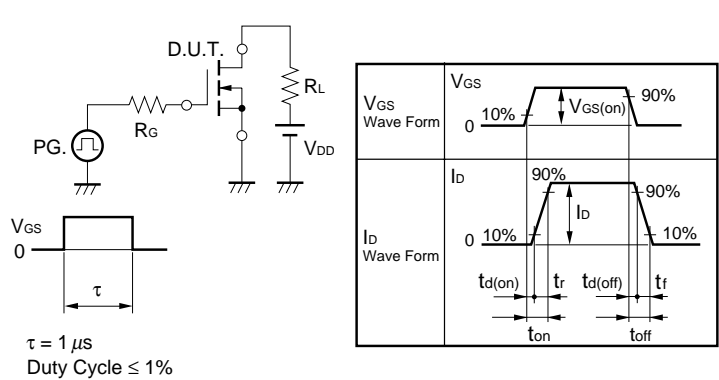 D.U.T.
RL
RG
PG.
VDD
VGS
0
τ
τ = 1 µs
Duty Cycle ≤ 1%
VGS
Wave Form
VGS
10%
0
VGS(on)
90%
ID
Wave Form
ID
90%
90%
ID
0 10%
10%
td(on) tr td(off) tf
ton toff